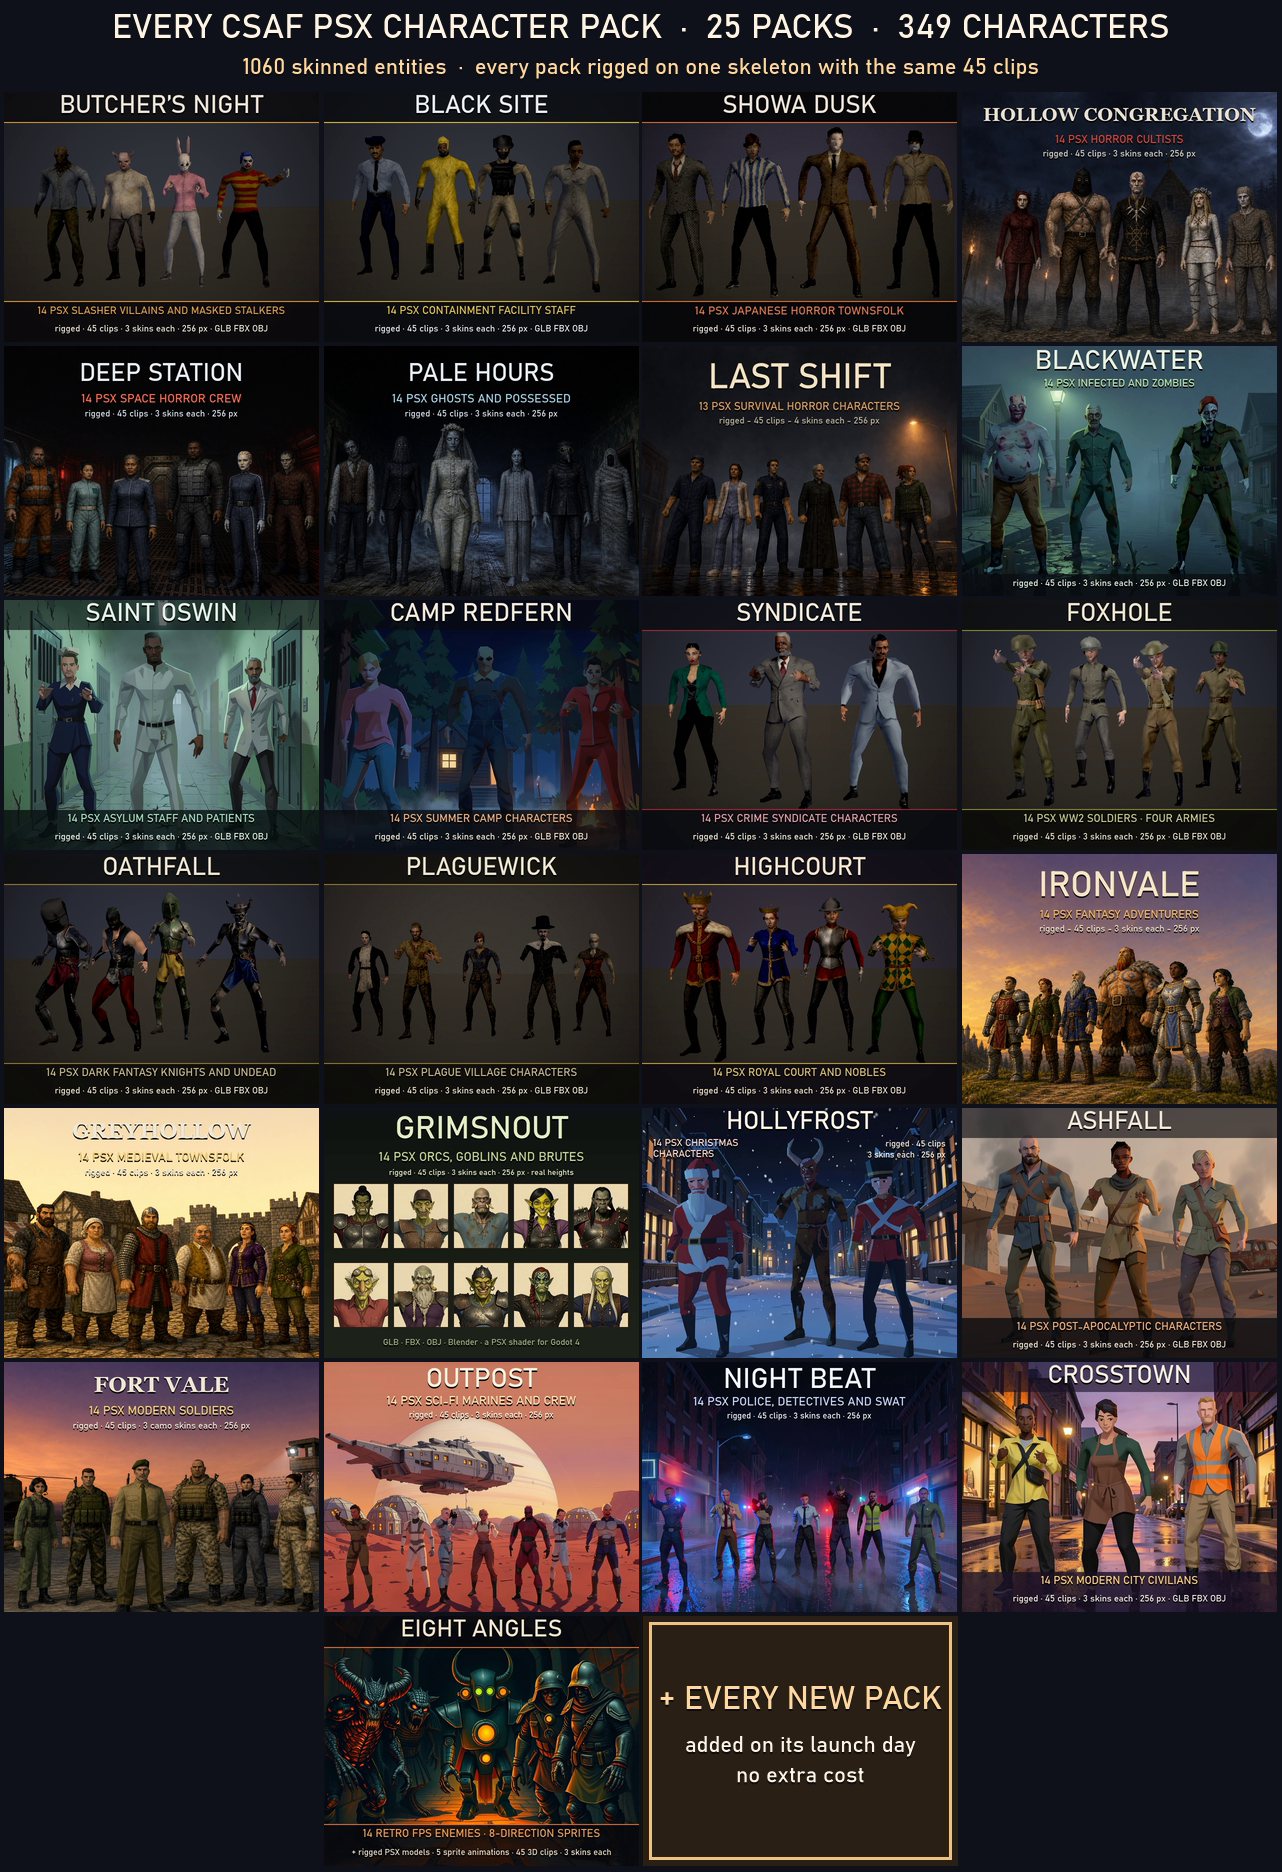 EVERY CSAF PSX CHARACTER PACK · 25 PACKS · 349 CHARACTERS
1060 skinned entities · every pack rigged on one skeleton with the same 45 clips
BUTCHER'S NIGHT
14 PSX SLASHER VILLAINS AND MASKED STALKERS
rigged · 45 clips · 3 skins each · 256 px · GLB FBX OBJ
BLACK SITE
14 PSX CONTAINMENT FACILITY STAFF
rigged · 45 clips · 3 skins each · 256 px · GLB FBX OBJ
SHOWA DUSK
14 PSX JAPANESE HORROR TOWNSFOLK
rigged · 45 clips · 3 skins each · 256 px · GLB FBX OBJ
HOLLOW CONGREGATION
14 PSX HORROR CULTISTS
rigged · 45 clips · 3 skins each · 256 px
DEEP STATION
14 PSX SPACE HORROR CREW
rigged · 45 clips · 3 skins each · 256 px
PALE HOURS
14 PSX GHOSTS AND POSSESSED
rigged · 45 clips · 3 skins each · 256 px
LAST SHIFT
13 PSX SURVIVAL HORROR CHARACTERS
rigged - 45 clips - 4 skins each - 256 px
BLACKWATER
14 PSX INFECTED AND ZOMBIES
rigged · 45 clips · 3 skins each · 256 px · GLB FBX OBJ
SAINT OSWIN
14 PSX ASYLUM STAFF AND PATIENTS
rigged · 45 clips · 3 skins each · 256 px · GLB FBX OBJ
CAMP REDFERN
14 PSX SUMMER CAMP CHARACTERS
rigged · 45 clips · 3 skins each · 256 px · GLB FBX OBJ
SYNDICATE
14 PSX CRIME SYNDICATE CHARACTERS
rigged · 45 clips · 3 skins each · 256 px · GLB FBX OBJ
FOXHOLE
14 PSX WW2 SOLDIERS · FOUR ARMIES
rigged · 45 clips · 3 skins each · 256 px · GLB FBX OBJ
OATHFALL
14 PSX DARK FANTASY KNIGHTS AND UNDEAD
rigged · 45 clips · 3 skins each · 256 px · GLB FBX OBJ
PLAGUEWICK
14 PSX PLAGUE VILLAGE CHARACTERS
rigged · 45 clips · 3 skins each · 256 px · GLB FBX OBJ
HIGHCOURT
14 PSX ROYAL COURT AND NOBLES
rigged · 45 clips · 3 skins each · 256 px · GLB FBX OBJ
IRONVALE
14 PSX FANTASY ADVENTURERS
rigged - 45 clips - 3 skins each - 256 px
GREYHOLLOW
14 PSX MEDIEVAL TOWNSFOLK
rigged · 45 clips · 3 skins each · 256 px
GRIMSNOUT
14 PSX ORCS, GOBLINS AND BRUTES
rigged · 45 clips · 3 skins each · 256 px · real heights
GLB · FBX · OBJ · Blender · a PSX shader for Godot 4
HOLLYFROST
14 PSX CHRISTMAS
CHARACTERS
rigged · 45 clips
3 skins each · 256 px
ASHFALL
14 PSX POST-APOCALYPTIC CHARACTERS
rigged · 45 clips · 3 skins each · 256 px · GLB FBX OBJ
FORT VALE
14 PSX MODERN SOLDIERS
rigged · 45 clips · 3 camo skins each · 256 px
OUTPOST
14 PSX SCI-FI MARINES AND CREW
rigged · 45 clips · 3 skins each · 256 px
NIGHT BEAT
14 PSX POLICE, DETECTIVES AND SWAT
rigged · 45 clips · 3 skins each · 256 px
CROSSTOWN
14 PSX MODERN CITY CIVILIANS
rigged · 45 clips · 3 skins each · 256 px · GLB FBX OBJ
EIGHT ANGLES
14 RETRO FPS ENEMIES · 8-DIRECTION SPRITES
+ rigged PSX models · 5 sprite animations · 45 3D clips · 3 skins each
+ EVERY NEW PACK
added on its launch day
no extra cost